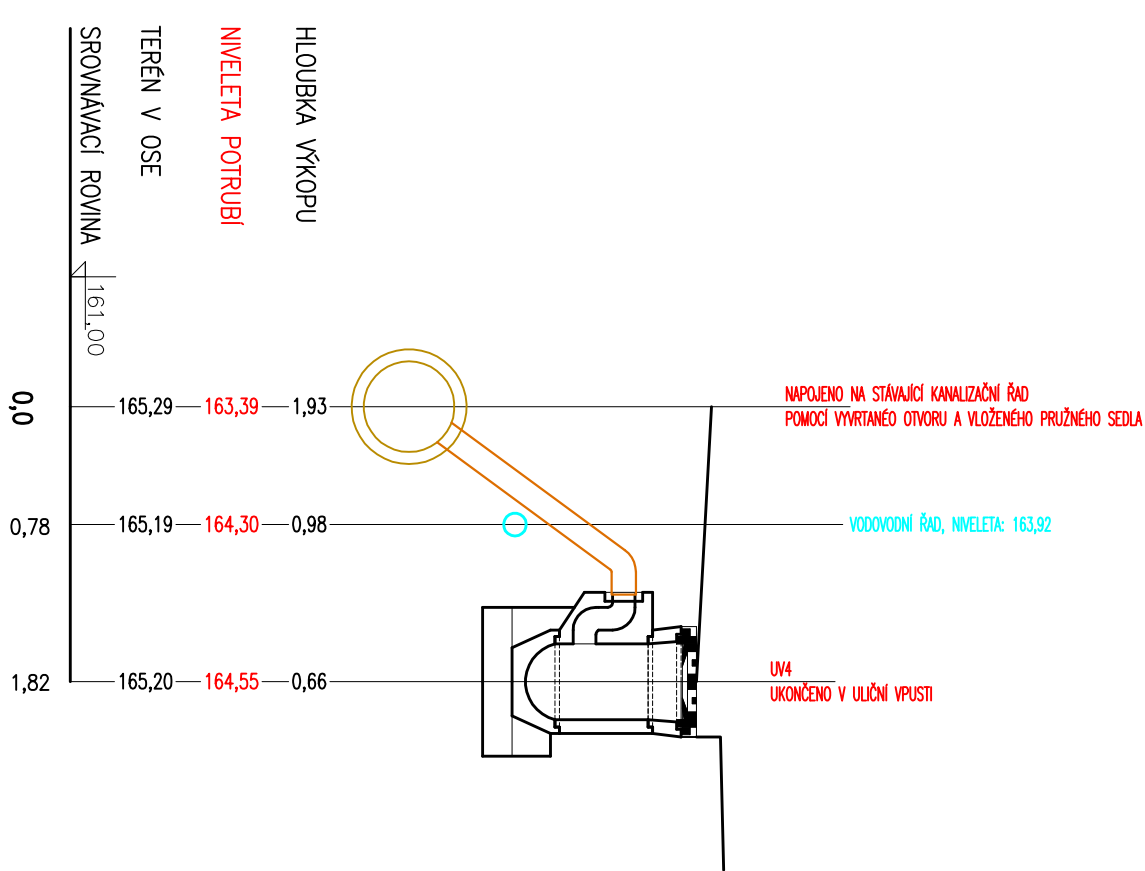 SROVNÁVACÍ ROVINA
161,00
TERÉN V OSE
NIVELETA POTRUBÍ
HLOUBKA VÝKOPU
0,0
165,29
163,39
1,93
NAPOJENO NA STÁVAJÍCÍ KANALIZAČNÍ ŘAD
POMOCÍ VYVRTANÉO OTVORU A VLOŽENÉHO PRUŽNÉHO SEDLA
0,78
165,19
164,30
0,98
VODOVODNÍ ŘAD, NIVELETA: 163,92
1,82
165,20
164,55
0,66
UV4
UKONČENO V ULIČNÍ VPUSTI